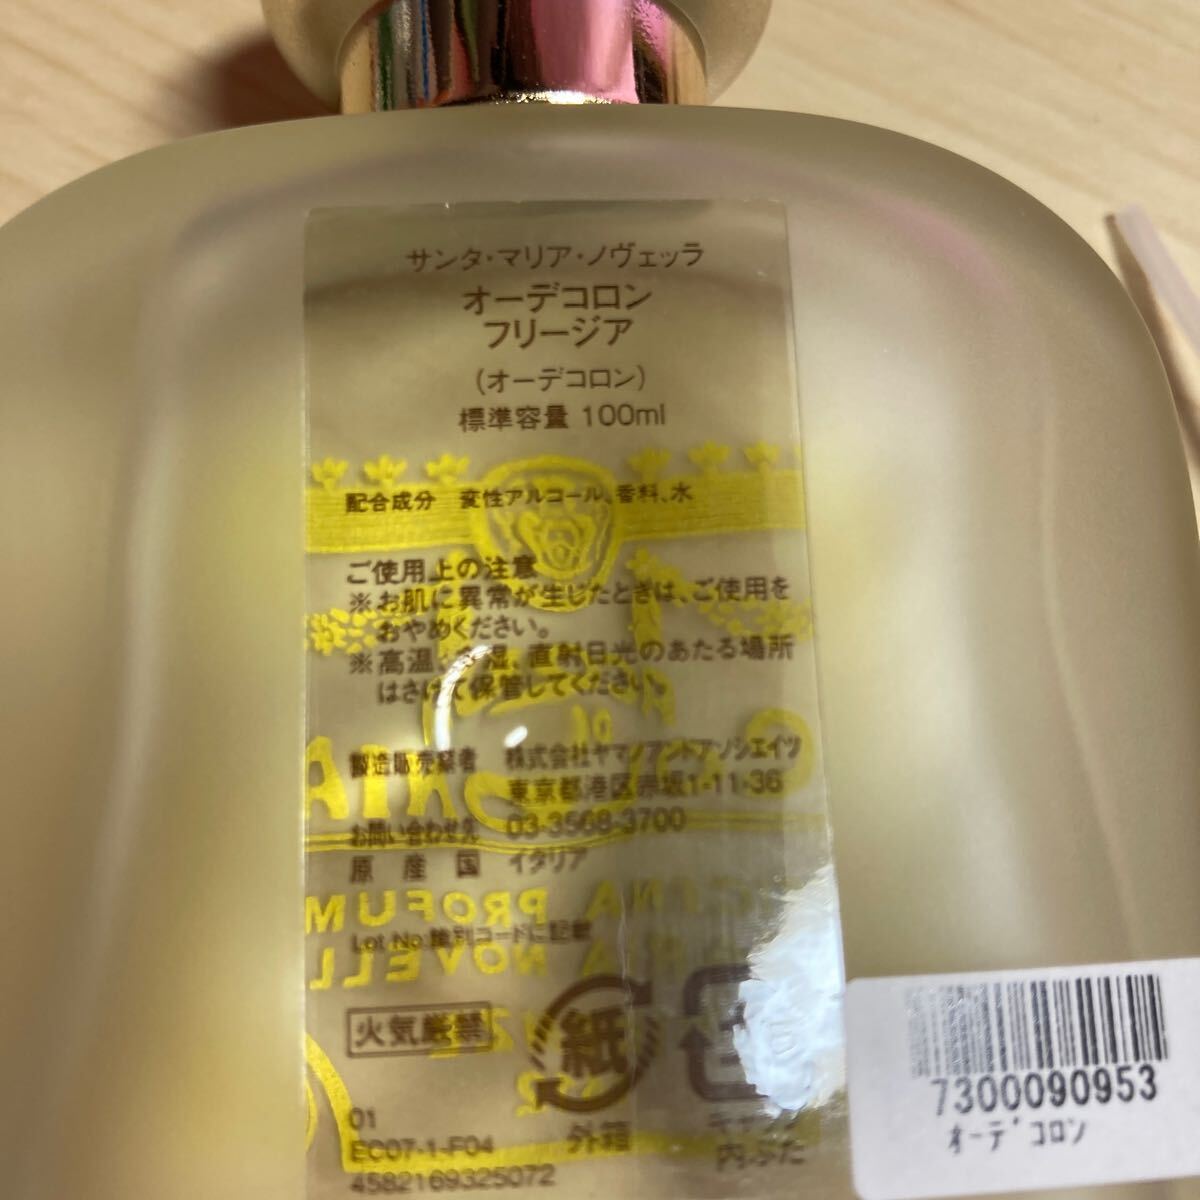 サンタ・マリア・ノヴェッラ
オーデコロン
フリージア
(オーデコロン)
標準容量 100ml
配合成分 変性アルコール、香料、水
ご使用上の注意
※お肌に異常が生じたときは、ご使用を
おやめください。
※高温 湿、直射日光のあたる場所
はさけて保管してください。
製造販売業者 株式会社ヤマノアンドアソシエイツ
東京都港区赤坂1-11-36
お問い合わせ先 03-3568-3700
原産国 イタリア
PROFUM
Lot No.識別コードに記載
NOVELL
火気厳禁
紙
外箱
内ぶた
01
EC07-1-F04
4582169325072
7300090953
ｵｰﾃﾞｺﾛﾝ